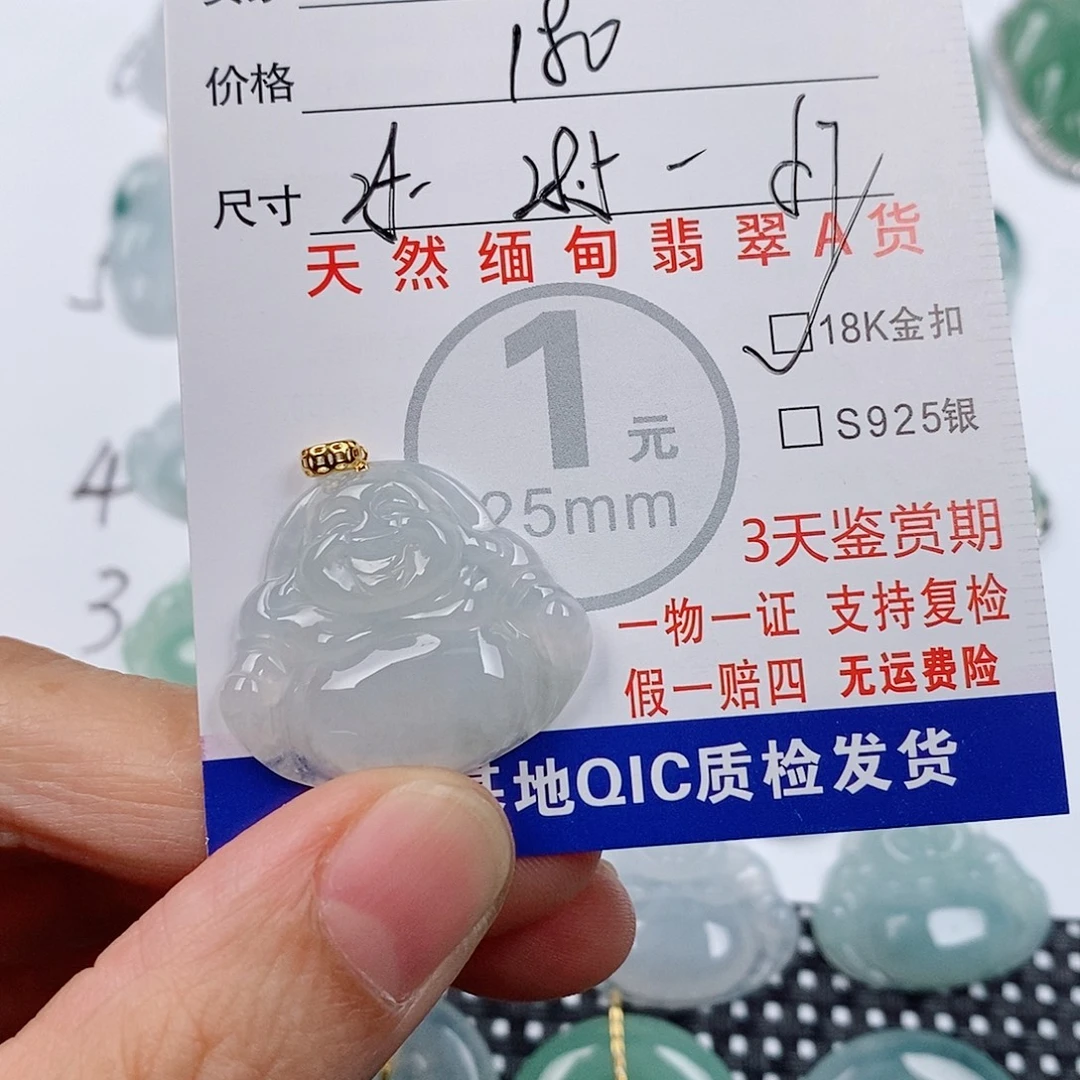 价格 180
尺寸
天然缅甸翡翠A货
1元
25mm
18K金扣
S925银
3天鉴赏期
一物一证 支持复检
假一赔四 无运费险
基地QIC质检发货
4
3